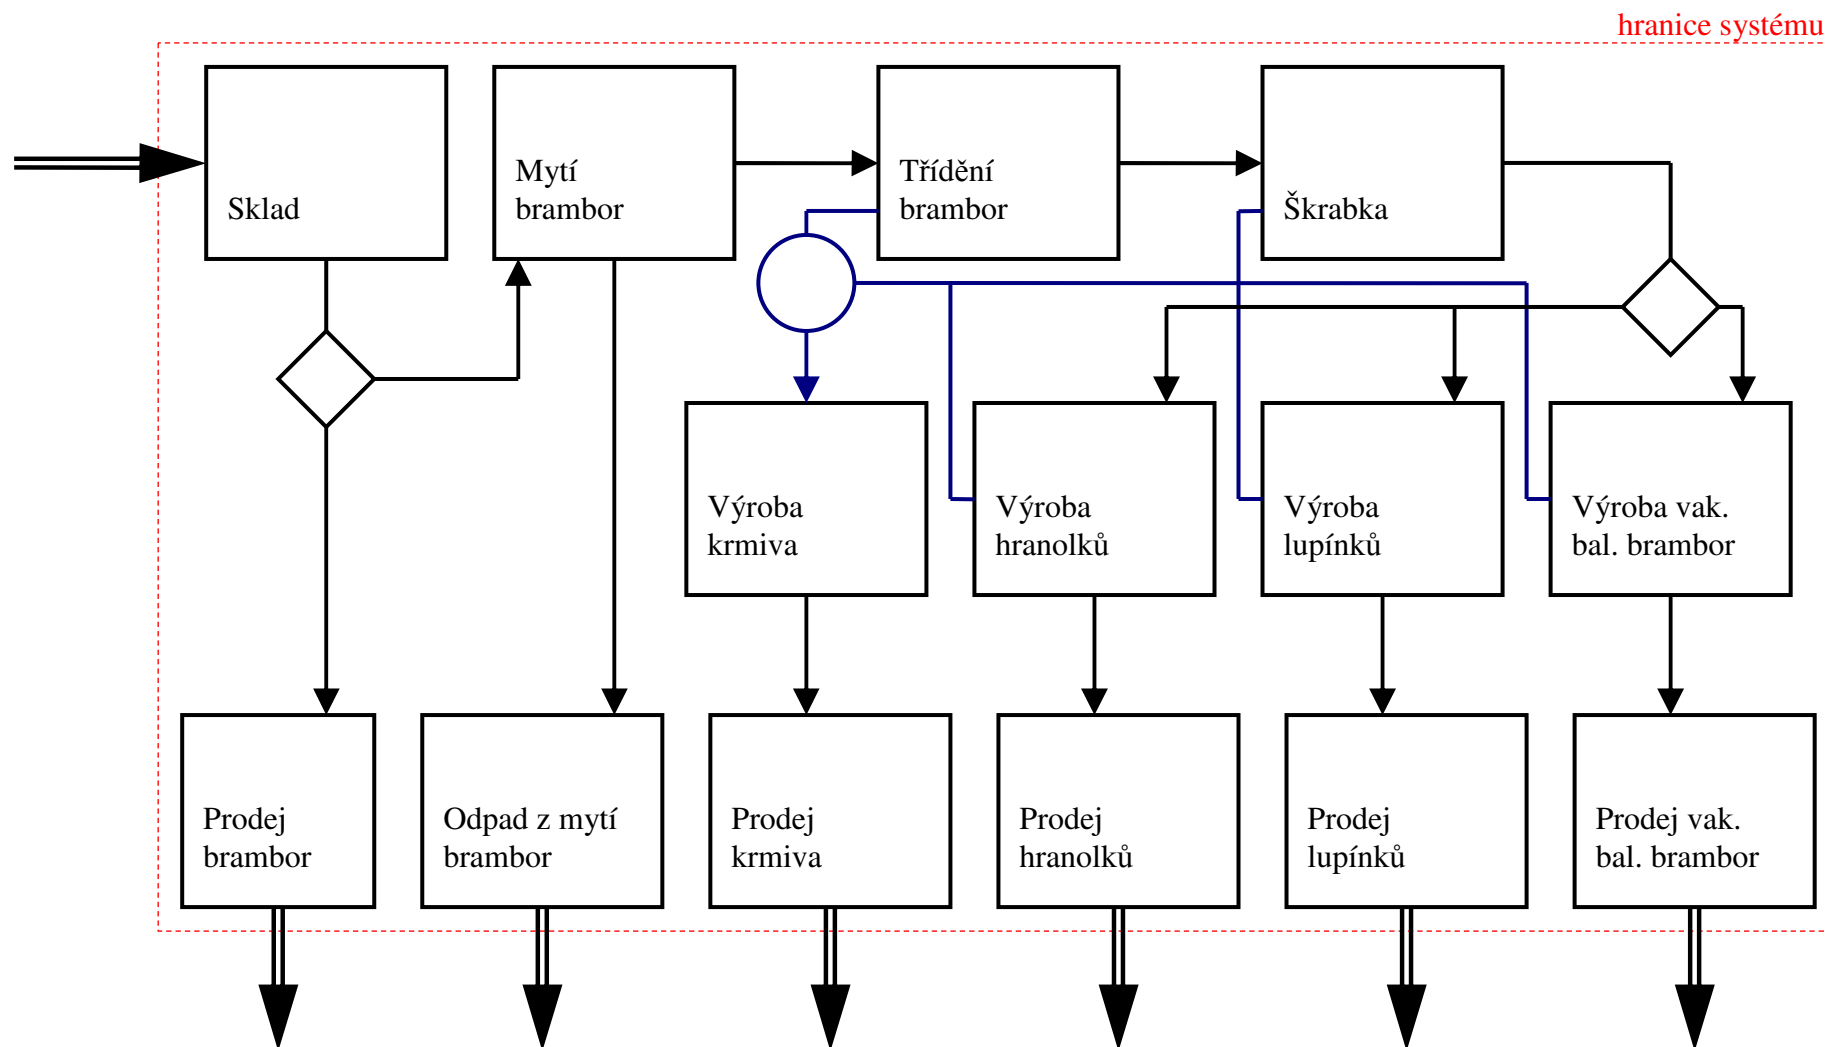 hranice systému
Sklad
Mytí
brambor
Třídění
brambor
Škrabka
Výroba
krmiva
Výroba
hranolků
Výroba
lupínků
Výroba vak.
bal. brambor
Prodej
brambor
Odpad z mytí
brambor
Prodej
krmiva
Prodej
hranolků
Prodej
lupínků
Prodej vak.
bal. brambor